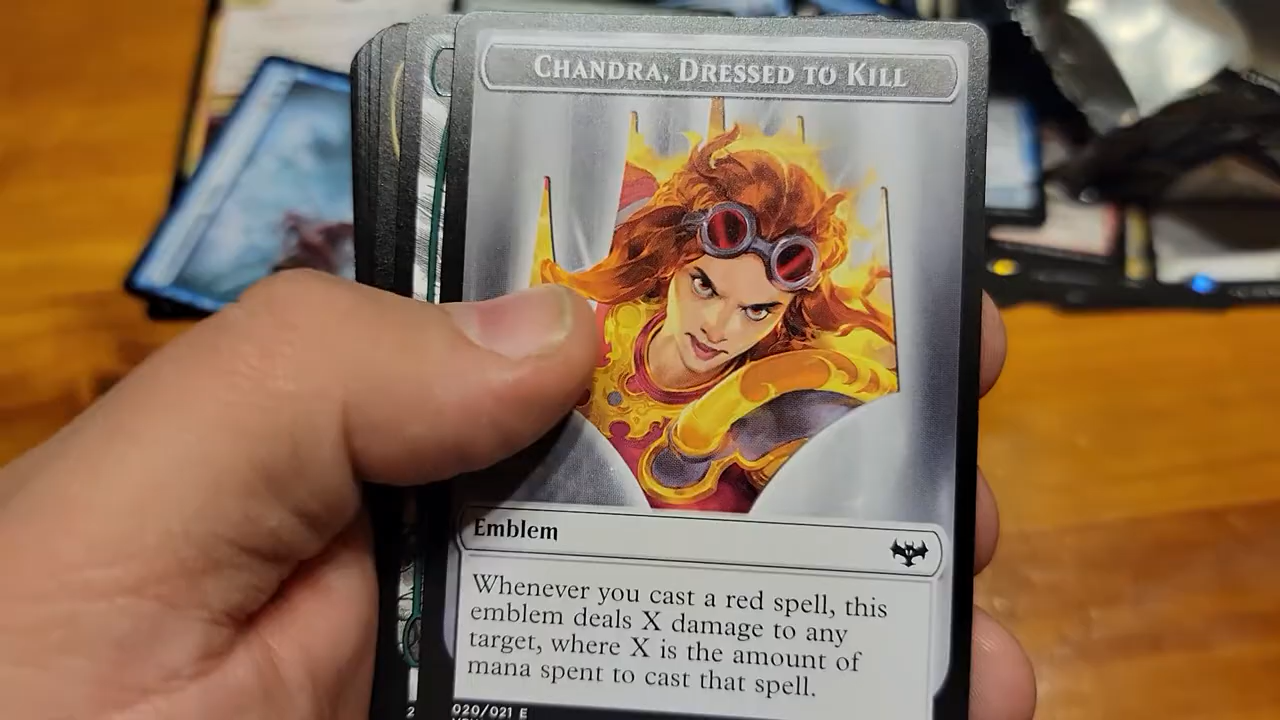 Chandra, Dressed to Kill
Emblem
Whenever you cast a red spell, this
emblem deals X damage to any
target, where X is the amount of
mana spent to cast that spell.
020/021 E